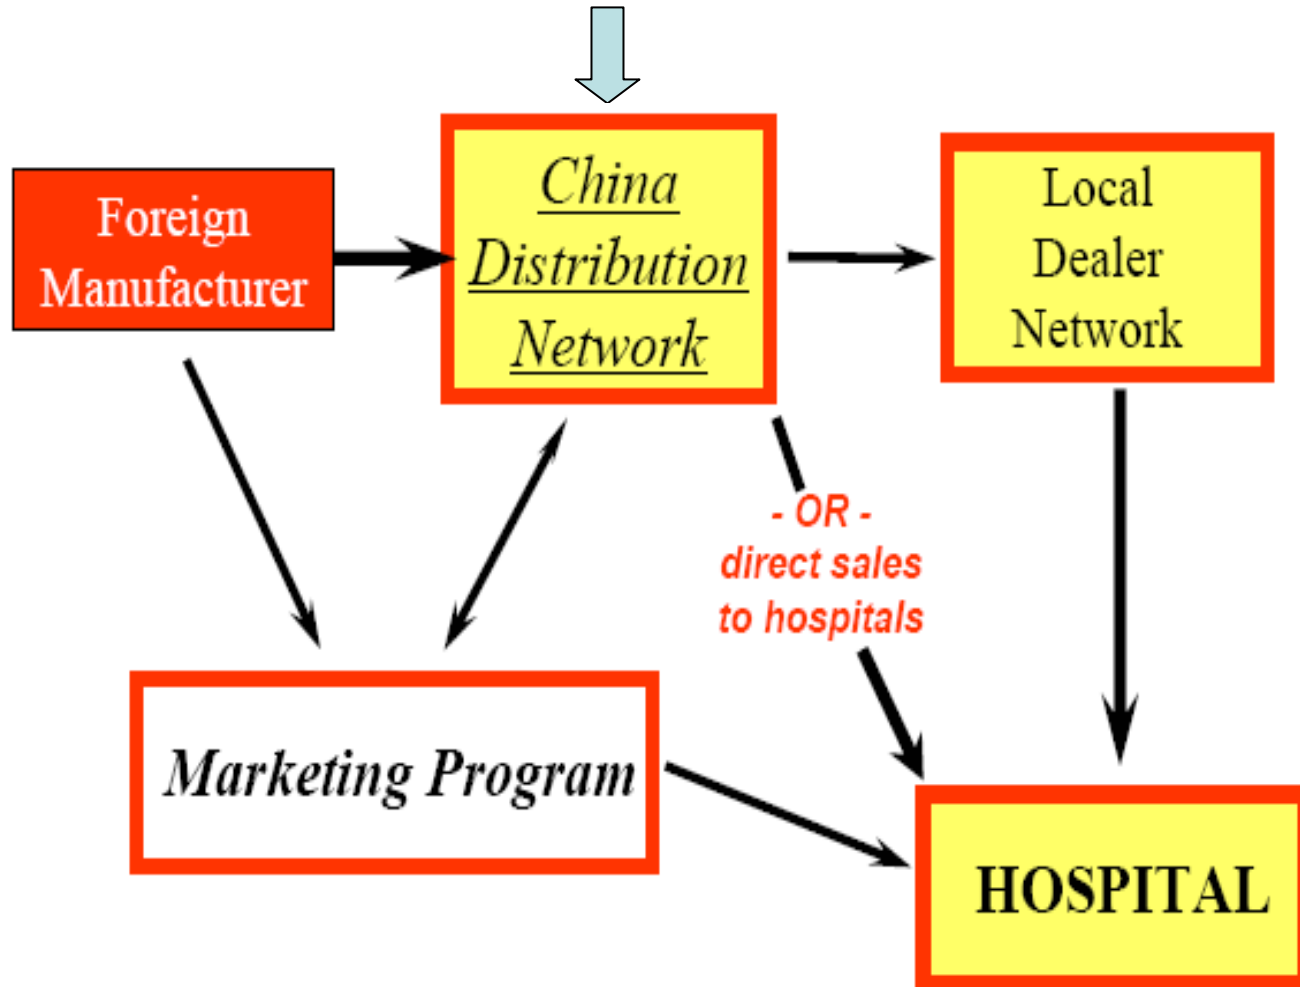 Foreign
Manufacturer
China
Distribution
Network
Local
Dealer
Network
- OR -
direct sales
to hospitals
Marketing Program
HOSPITAL